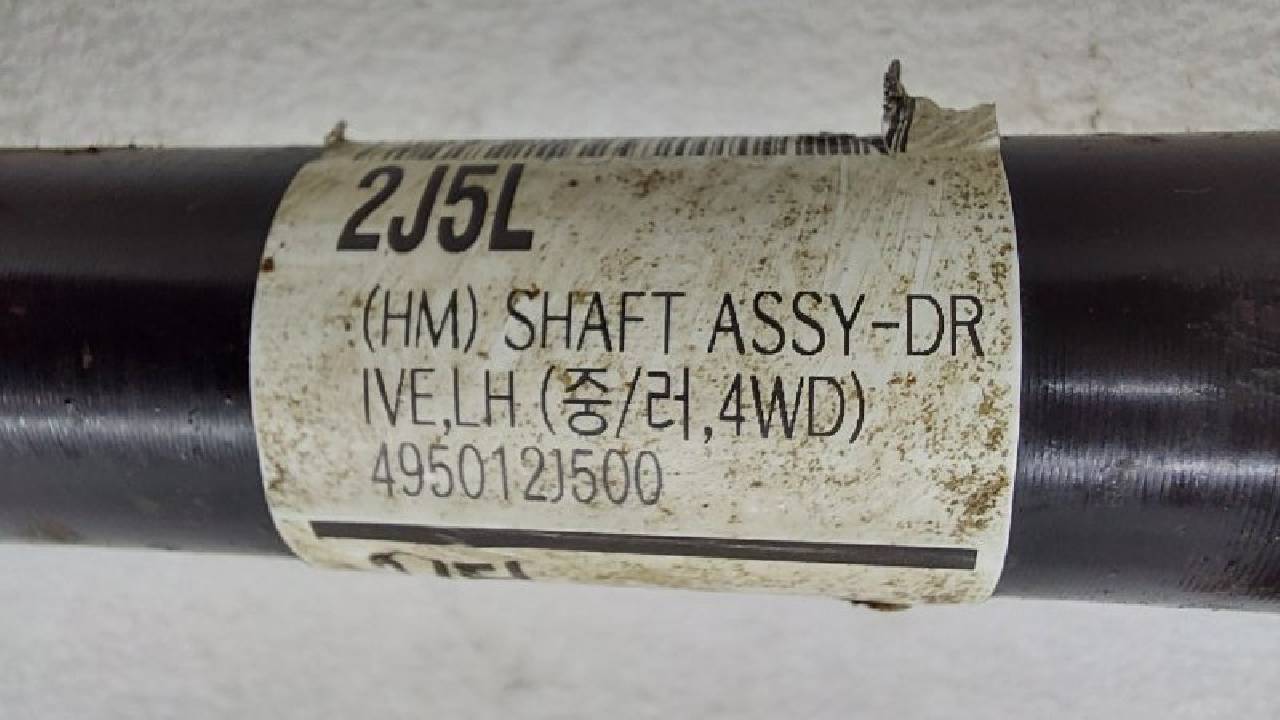 2J5L
(HM) SHAFT ASSY-DR
IVE,LH (중/러,4WD)
495012J500